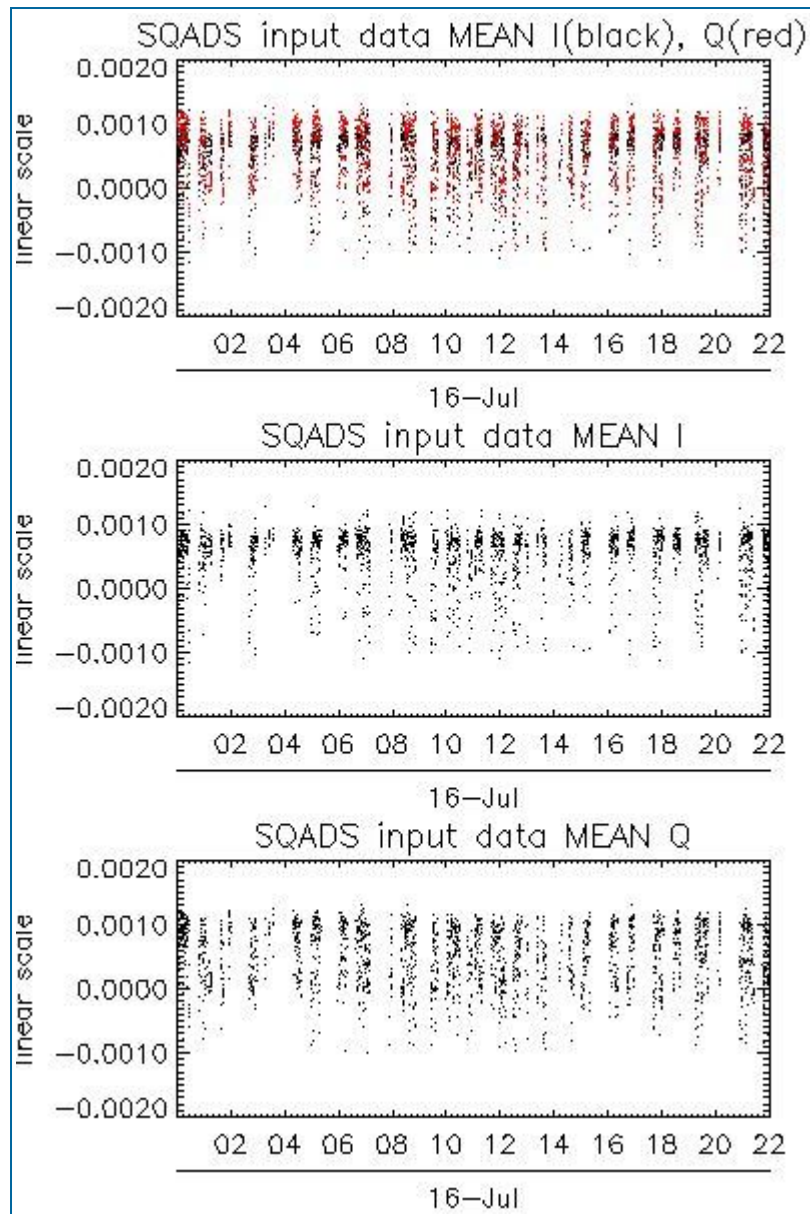 SQADS input data MEAN I(black), Q(red)
0.0020
0.0010
0.0000
−0.0010
−0.0020
linear scale
02 04 06 08 10 12 14 16 18 20 22
16−Jul
SQADS input data MEAN I
0.0020
0.0010
0.0000
−0.0010
−0.0020
linear scale
02 04 06 08 10 12 14 16 18 20 22
16−Jul
SQADS input data MEAN Q
0.0020
0.0010
0.0000
−0.0010
−0.0020
linear scale
02 04 06 08 10 12 14 16 18 20 22
16−Jul